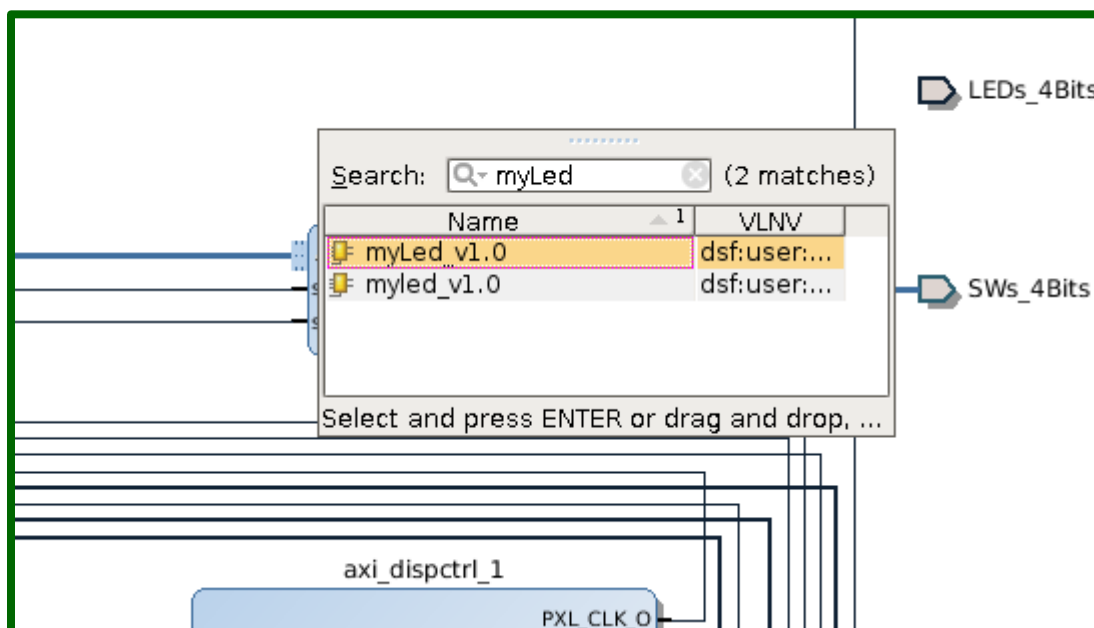 LEDs_4Bits
Search: myLed (2 matches)
Name 1 VLNV
myLed_v1.0 dsf:user:...
myled_v1.0 dsf:user:...
SWs_4Bits
Select and press ENTER or drag and drop, ...
axi_dispctrl_1
PXL_CLK_O